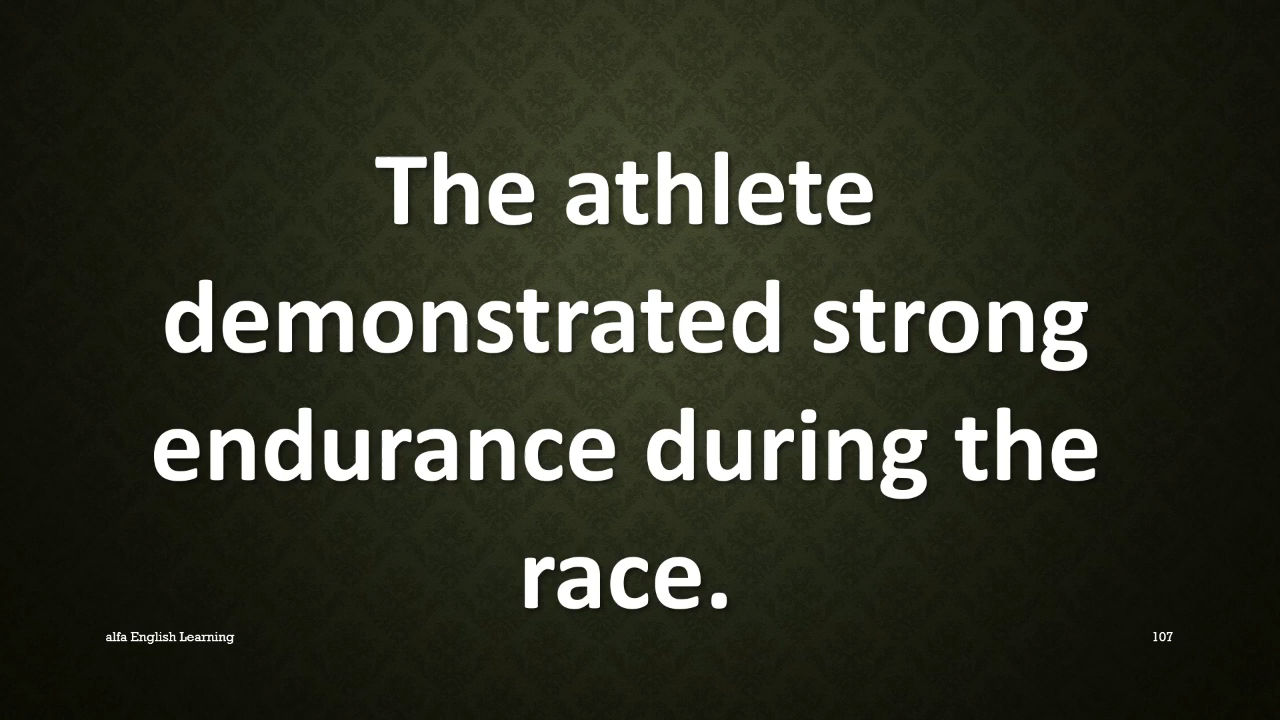 The athlete
demonstrated strong
endurance during the
race.
alfa English Learning
107